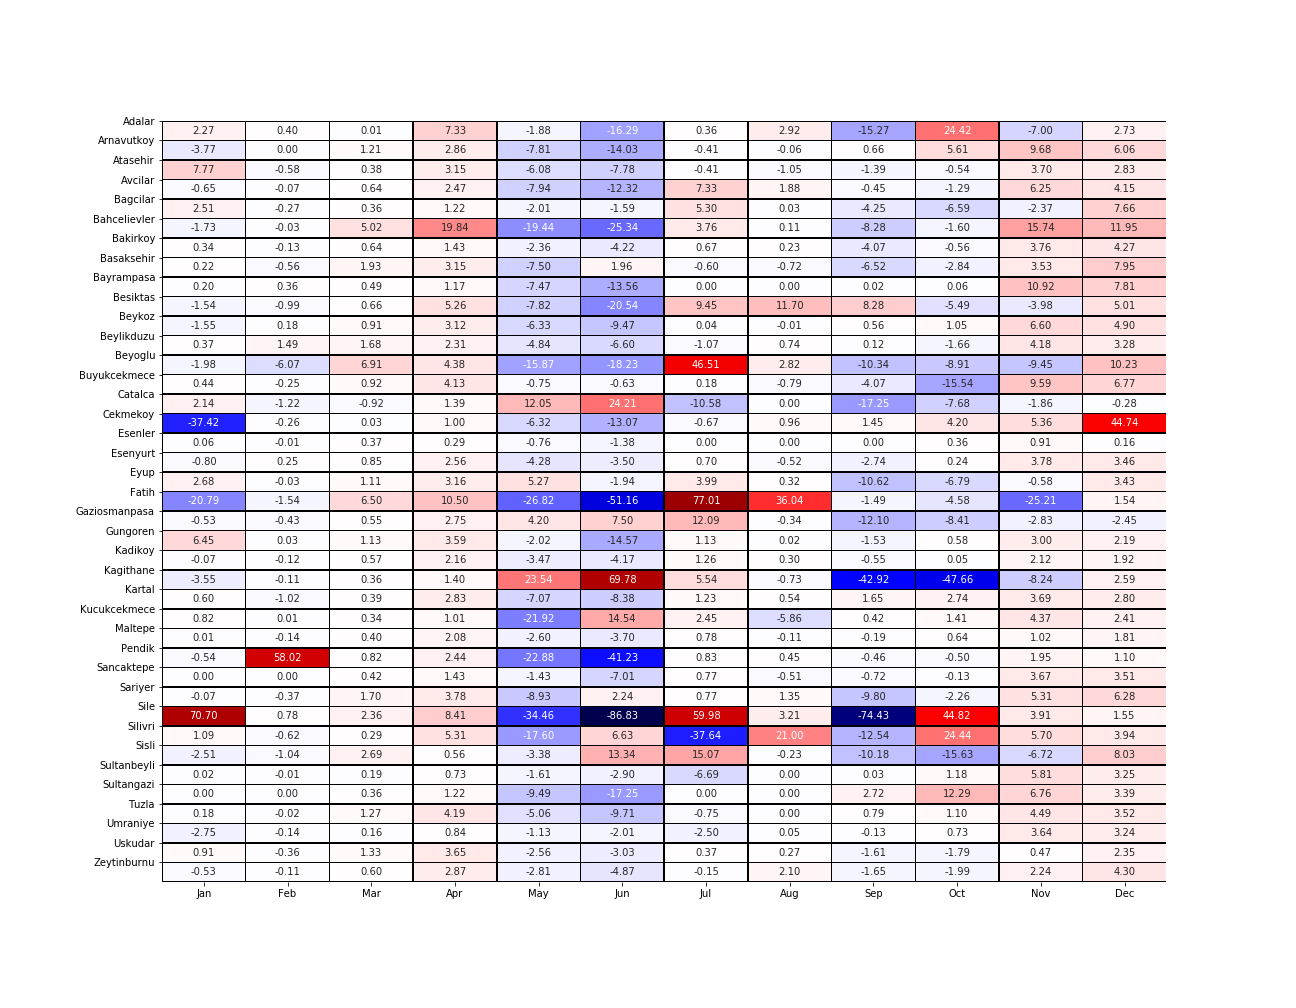 Adalar 2.27 0.40 0.01 7.33 -1.88 -16.29 0.36 2.92 -15.27 24.42 -7.00 2.73
Arnavutkoy -3.77 0.00 1.21 2.86 -7.81 -14.03 -0.41 -0.06 0.66 5.61 9.68 6.06
Atasehir 7.77 -0.58 0.38 3.15 -6.08 -7.78 -0.41 -1.05 -1.39 -0.54 3.70 2.83
Avcilar -0.65 -0.07 0.64 2.47 -7.94 -12.32 7.33 1.88 -0.45 -1.29 6.25 4.15
Bagcilar 2.51 -0.27 0.36 1.22 -2.01 -1.59 5.30 0.03 -4.25 -6.59 -2.37 7.66
Bahcelievler -1.73 -0.03 5.02 19.84 -19.44 -25.34 3.76 0.11 -8.28 -1.60 15.74 11.95
Bakirkoy 0.34 -0.13 0.64 1.43 -2.36 -4.22 0.67 0.23 -4.07 -0.56 3.76 4.27
Basaksehir 0.22 -0.56 1.93 3.15 -7.50 1.96 -0.60 -0.72 -6.52 -2.84 3.53 7.95
Bayrampasa 0.20 0.36 0.49 1.17 -7.47 -13.56 0.00 0.00 0.02 0.06 10.92 7.81
Besiktas -1.54 -0.99 0.66 5.26 -7.82 -20.54 9.45 11.70 8.28 -5.49 -3.98 5.01
Beykoz -1.55 0.18 0.91 3.12 -6.33 -9.47 0.04 -0.01 0.56 1.05 6.60 4.90
Beylikduzu 0.37 1.49 1.68 2.31 -4.84 -6.60 -1.07 0.74 0.12 -1.66 4.18 3.28
Beyoglu -1.98 -6.07 6.91 4.38 -15.87 -18.23 46.51 2.82 -10.34 -8.91 -9.45 10.23
Buyukcekmece 0.44 -0.25 0.92 4.13 -0.75 -0.63 0.18 -0.79 -4.07 -15.54 9.59 6.77
Catalca 2.14 -1.22 -0.92 1.39 12.05 24.21 -10.58 0.00 -17.25 -7.68 -1.86 -0.28
Cekmekoy -37.42 -0.26 0.03 1.00 -6.32 -13.07 -0.67 0.96 1.45 4.20 5.36 44.74
Esenler 0.06 -0.01 0.37 0.29 -0.76 -1.38 0.00 0.00 0.00 0.36 0.91 0.16
Esenyurt -0.80 0.25 0.85 2.56 -4.28 -3.50 0.70 -0.52 -2.74 0.24 3.78 3.46
Eyup 2.68 -0.03 1.11 3.16 5.27 -1.94 3.99 0.32 -10.62 -6.79 -0.58 3.43
Fatih -20.79 -1.54 6.50 10.50 -26.82 -51.16 77.01 36.04 -1.49 -4.58 -25.21 1.54
Gaziosmanpasa -0.53 -0.43 0.55 2.75 4.20 7.50 12.09 -0.34 -12.10 -8.41 -2.83 -2.45
Gungoren 6.45 0.03 1.13 3.59 -2.02 -14.57 1.13 0.02 -1.53 0.58 3.00 2.19
Kadikoy -0.07 -0.12 0.57 2.16 -3.47 -4.17 1.26 0.30 -0.55 0.05 2.12 1.92
Kagithane -3.55 -0.11 0.36 1.40 23.54 69.78 5.54 -0.73 -42.92 -47.66 -8.24 2.59
Kartal 0.60 -1.02 0.39 2.83 -7.07 -8.38 1.23 0.54 1.65 2.74 3.69 2.80
Kucukcekmece 0.82 0.01 0.34 1.01 -21.92 14.54 2.45 -5.86 0.42 1.41 4.37 2.41
Maltepe 0.01 -0.14 0.40 2.08 -2.60 -3.70 0.78 -0.11 -0.19 0.64 1.02 1.81
Pendik -0.54 58.02 0.82 2.44 -22.88 -41.23 0.83 0.45 -0.46 -0.50 1.95 1.10
Sancaktepe 0.00 0.00 0.42 1.43 -1.43 -7.01 0.77 -0.51 -0.72 -0.13 3.67 3.51
Sariyer -0.07 -0.37 1.70 3.78 -8.93 2.24 0.77 1.35 -9.80 -2.26 5.31 6.28
Sile 70.70 0.78 2.36 8.41 -34.46 -86.83 59.98 3.21 -74.43 44.82 3.91 1.55
Silivri 1.09 -0.62 0.29 5.31 -17.60 6.63 -37.64 21.00 -12.54 24.44 5.70 3.94
Sisli -2.51 -1.04 2.69 0.56 -3.38 13.34 15.07 -0.23 -10.18 -15.63 -6.72 8.03
Sultanbeyli 0.02 -0.01 0.19 0.73 -1.61 -2.90 -6.69 0.00 0.03 1.18 5.81 3.25
Sultangazi 0.00 0.00 0.36 1.22 -9.49 -17.25 0.00 0.00 2.72 12.29 6.76 3.39
Tuzla 0.18 -0.02 1.27 4.19 -5.06 -9.71 -0.75 0.00 0.79 1.10 4.49 3.52
Umraniye -2.75 -0.14 0.16 0.84 -1.13 -2.01 -2.50 0.05 -0.13 0.73 3.64 3.24
Uskudar 0.91 -0.36 1.33 3.65 -2.56 -3.03 0.37 0.27 -1.61 -1.79 0.47 2.35
Zeytinburnu -0.53 -0.11 0.60 2.87 -2.81 -4.87 -0.15 2.10 -1.65 -1.99 2.24 4.30
Jan Feb Mar Apr May Jun Jul Aug Sep Oct Nov Dec